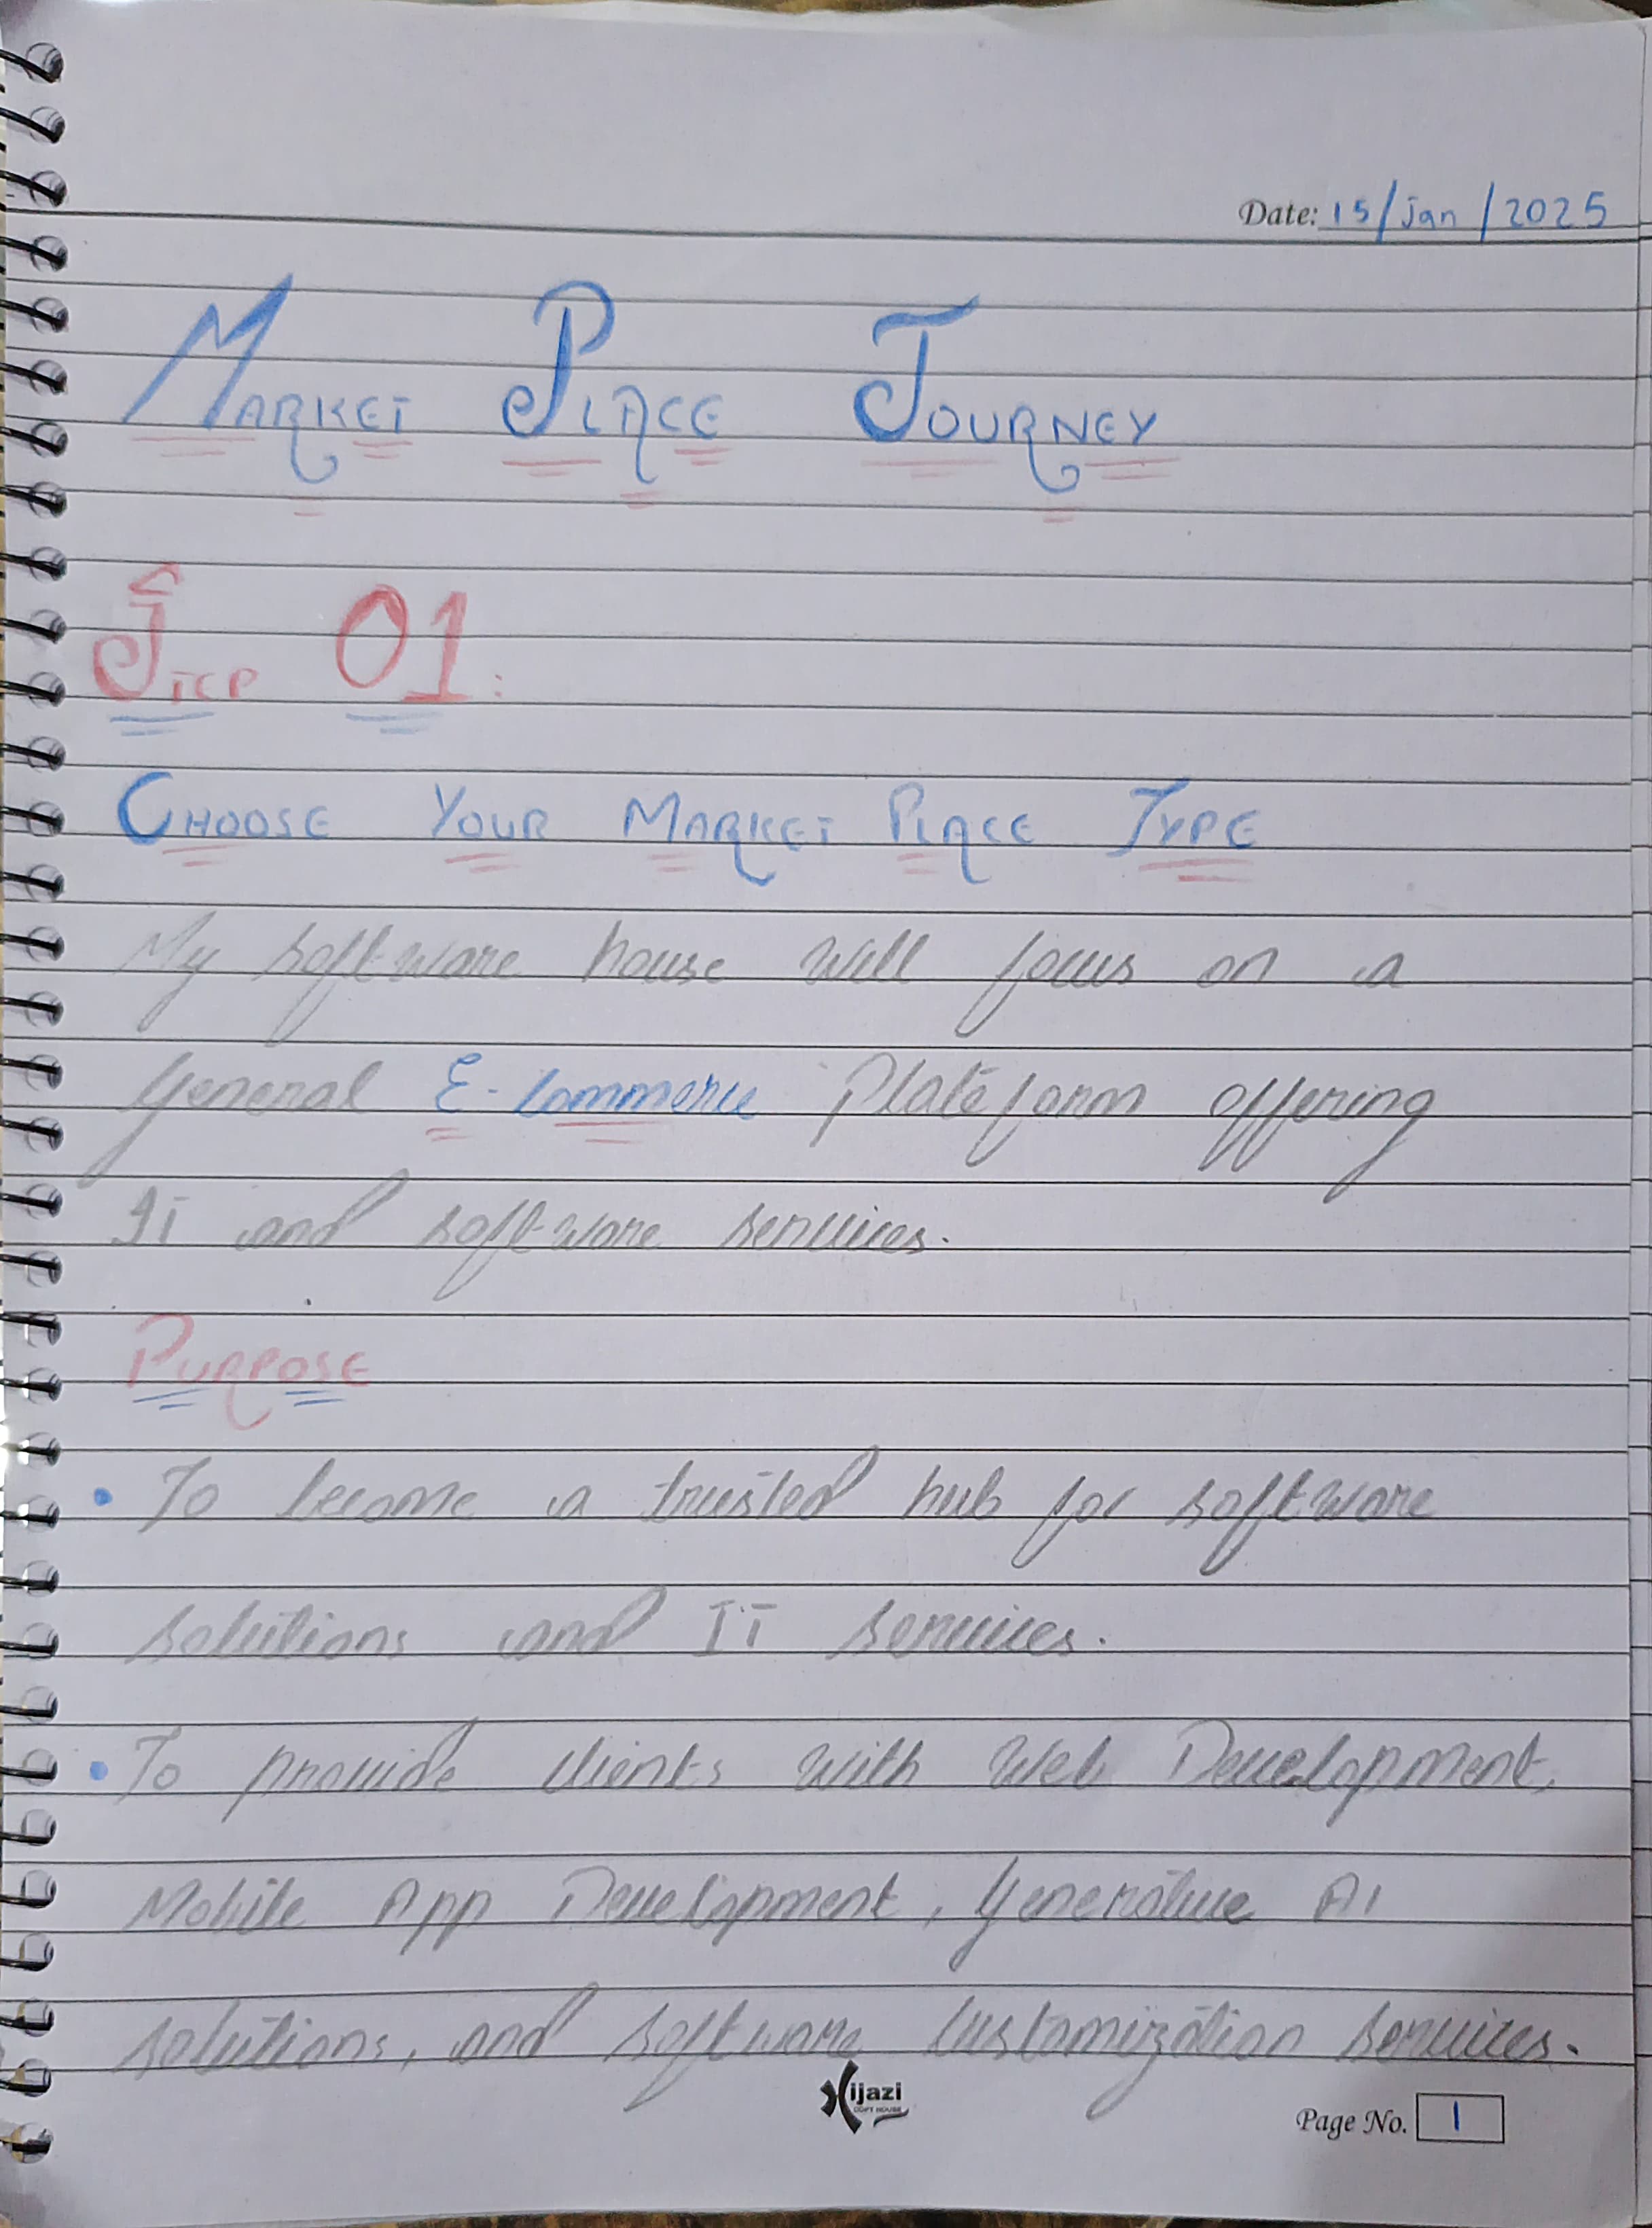 Date: 15/Jan/2025
MARKET PLACE JOURNEY
STEP 01:
CHOOSE YOUR MARKET PLACE TYPE
My software house will focus on a
General E-Commerce Plateform offering
IT and software services.
PURPOSE
• To become a trusted hub for software
solutions and IT services.
• To provide clients with Web Development,
Mobile App Development, Generative AI
solutions, and software customization services.
Hijazi
COPY HOUSE
Page No. 1